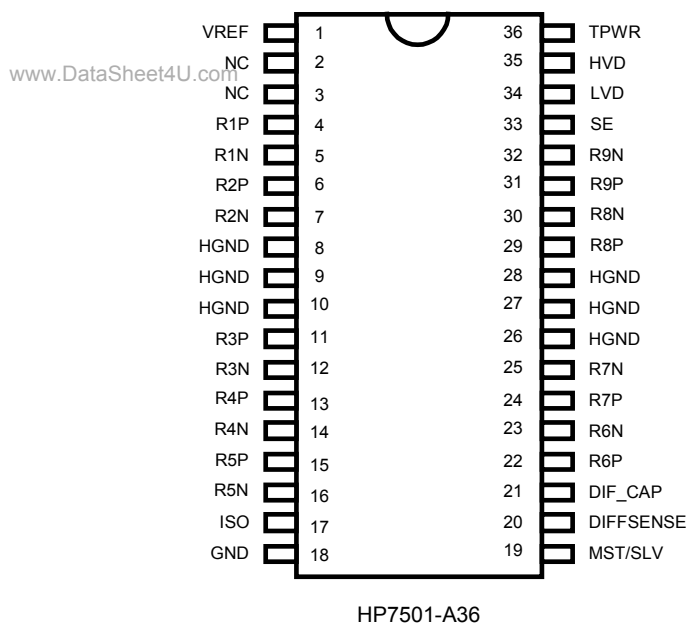 VREF 1 36 TPWR
NC 2 35 HVD
www.DataSheet4U.com
NC 3 34 LVD
R1P 4 33 SE
R1N 5 32 R9N
R2P 6 31 R9P
R2N 7 30 R8N
HGND 8 29 R8P
HGND 9 28 HGND
HGND 10 27 HGND
R3P 11 26 HGND
R3N 12 25 R7N
R4P 13 24 R7P
R4N 14 23 R6N
R5P 15 22 R6P
R5N 16 21 DIF_CAP
ISO 17 20 DIFFSENSE
GND 18 19 MST/SLV
HP7501-A36